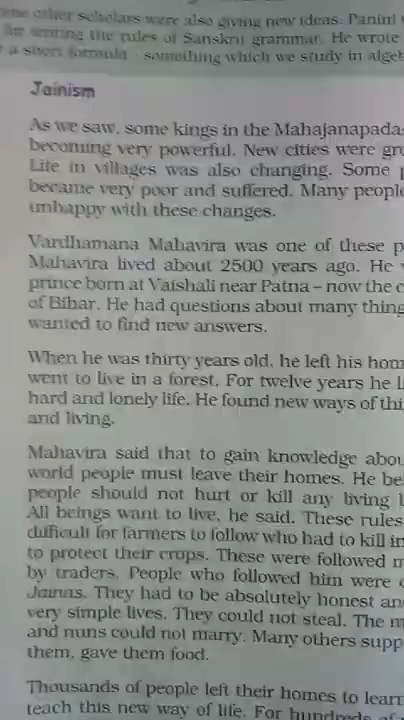 other scholars were also giving new ideas. Panini
for writing the rules of Sanskrit grammar. He wrote
a short formula - something which we study in algeb
Jainism
As we saw, some kings in the Mahajanapadas
becoming very powerful. New cities were gro
Life in villages was also changing. Some p
became very poor and suffered. Many people
unhappy with these changes.
Vardhamana Mahavira was one of these p
Mahavira lived about 2500 years ago. He
prince born at Vaishali near Patna – now the c
of Bihar. He had questions about many thing
wanted to find new answers.
When he was thirty years old, he left his hom
went to live in a forest. For twelve years he li
hard and lonely life. He found new ways of thi
and living.
Mahavira said that to gain knowledge abou
world people must leave their homes. He be
people should not hurt or kill any living
All beings want to live, he said. These rules
difficult for farmers to follow who had to kill in
to protect their crops. These were followed m
by traders. People who followed him were
Jainas. They had to be absolutely honest an
very simple lives. They could not steal. The m
and nuns could not marry. Many others supp
them, gave them food.
Thousands of people left their homes to learn
teach this new way of life. For hundreds of